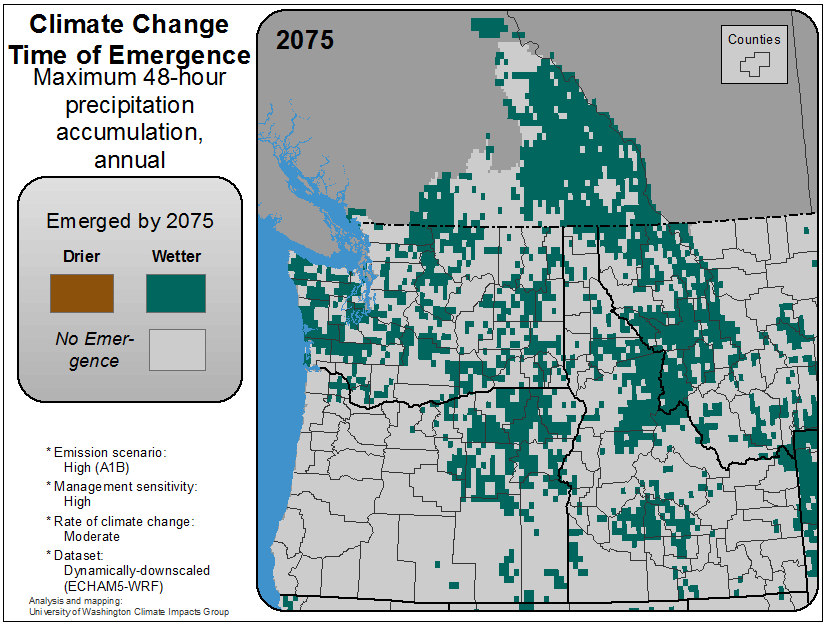 Climate Change
Time of Emergence
Maximum 48-hour
precipitation
accumulation,
annual
Emerged by 2075
Drier Wetter
No Emer-
gence
* Emission scenario:
High (A1B)
* Management sensitivity:
High
* Rate of climate change:
Moderate
* Dataset:
Dynamically-downscaled
(ECHAM5-WRF)
Analysis and mapping:
University of Washington Climate Impacts Group
2075
Counties